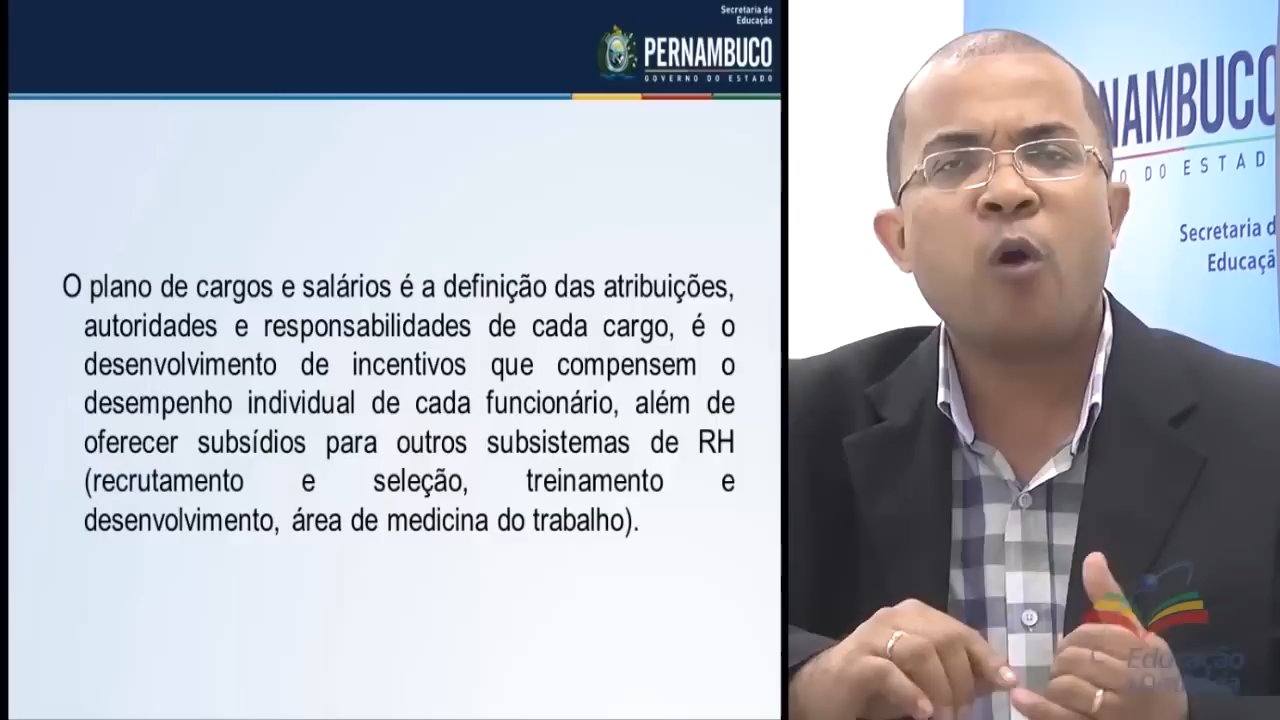 Secretaria de
Educação
PERNAMBUCO
GOVERNO DO ESTADO
O plano de cargos e salários é a definição das atribuições,
autoridades e responsabilidades de cada cargo, é o
desenvolvimento de incentivos que compensem o
desempenho individual de cada funcionário, além de
oferecer subsídios para outros subsistemas de RH
(recrutamento e seleção, treinamento e
desenvolvimento, área de medicina do trabalho).
NAMBUCO
O DO ESTAD
Secretaria d
Educaçã
Educação